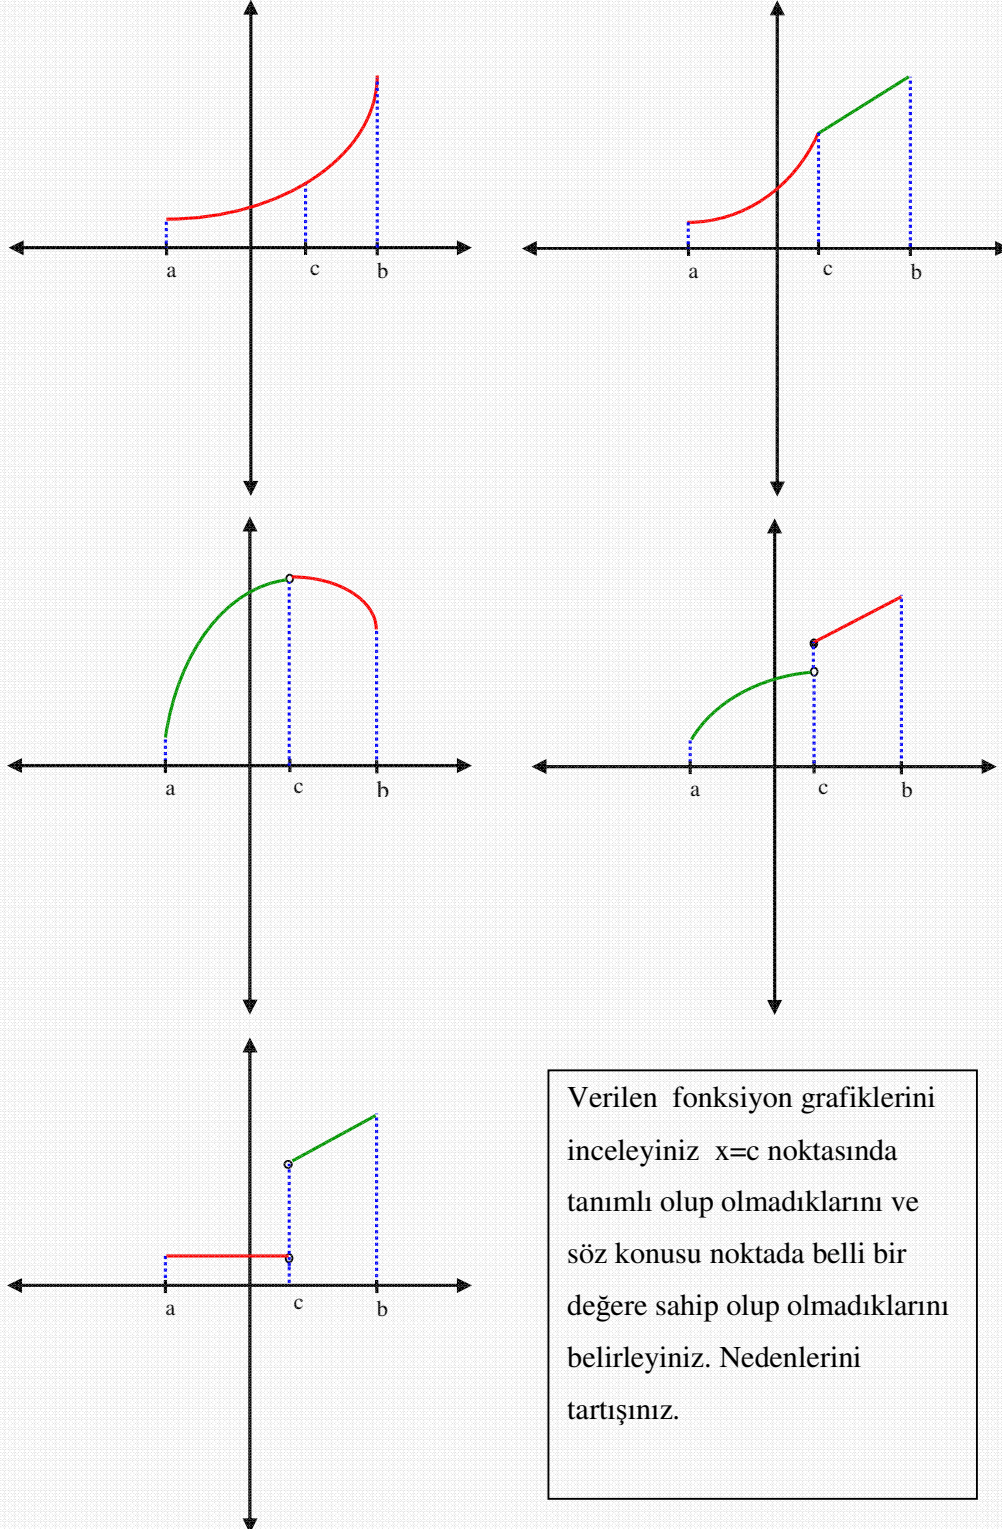 a c b
a c b
a c b
a c b
a c b
Verilen fonksiyon grafiklerini
inceleyiniz x=c noktasında
tanımlı olup olmadıklarını ve
söz konusu noktada belli bir
değere sahip olup olmadıklarını
belirleyiniz. Nedenlerini
tartışınız.